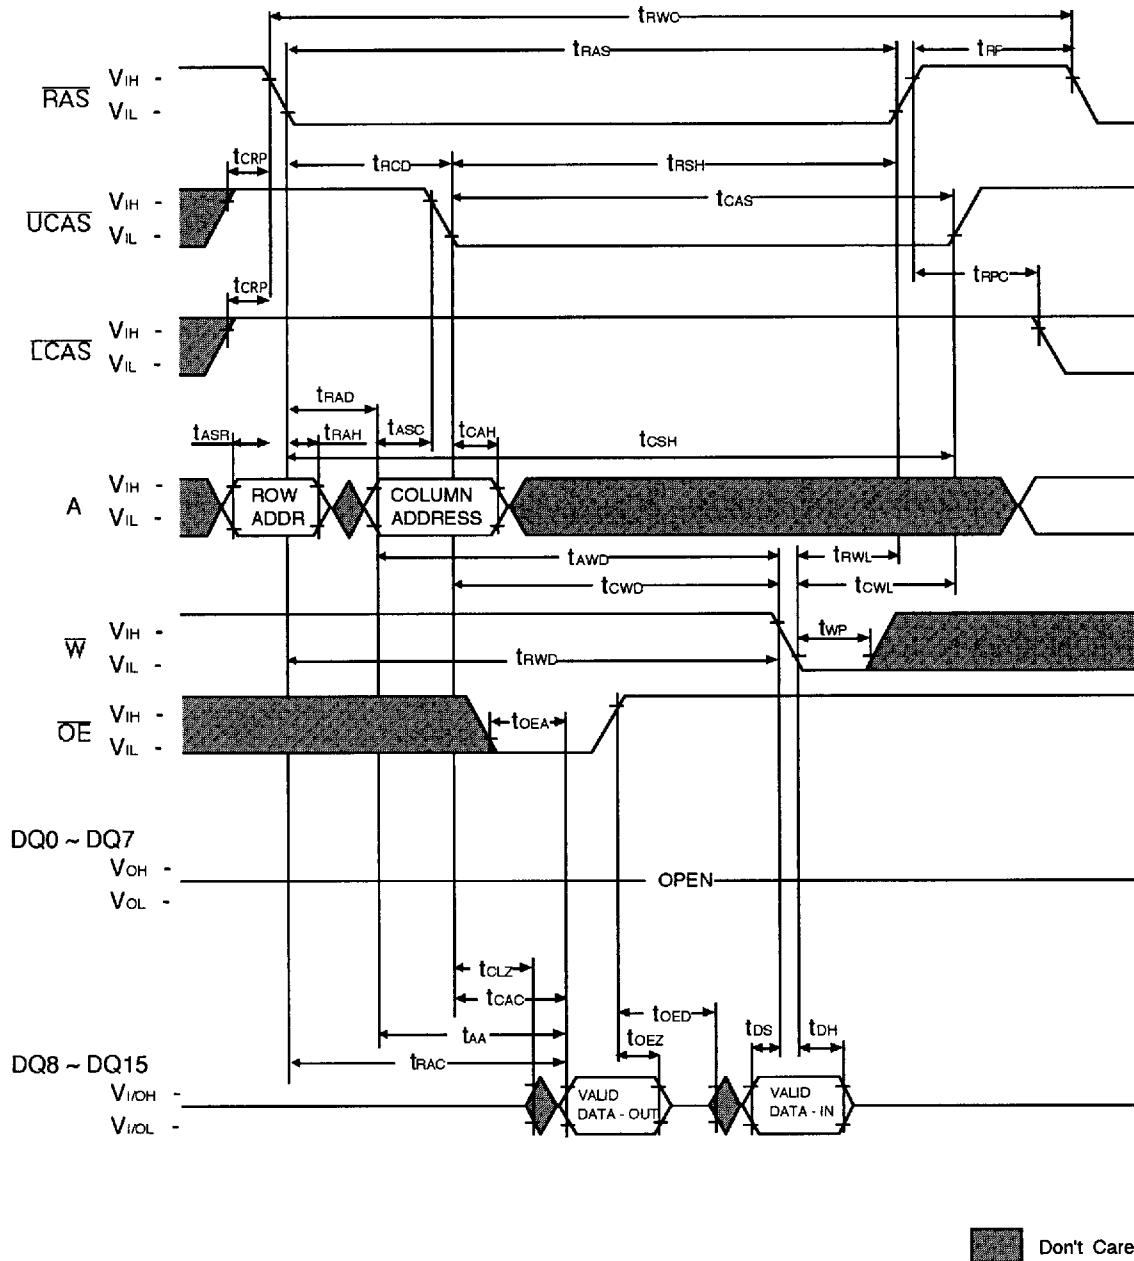 tRWC
tRAS
tRP
RAS
VIH -
VIL -
tCRP
tRCD
tRSH
UCAS
VIH -
VIL -
tCAS
tCRP
tRPC
LCAS
VIH -
VIL -
tRAD
tASR
tRAH
tASC
tCAH
tCSH
A
VIH -
VIL -
ROW
ADDR
COLUMN
ADDRESS
tAWD
tRWL
tCWD
tCWL
W
VIH -
VIL -
tWP
tRWD
OE
VIH -
VIL -
tOEA
DQ0 ~ DQ7
VOH -
VOL -
OPEN
tCLZ
tCAC
tOED
tAA
tOEZ
tDS
tDH
tRAC
DQ8 ~ DQ15
VI/OH -
VI/OL -
VALID
DATA - OUT
VALID
DATA - IN
Don't Care